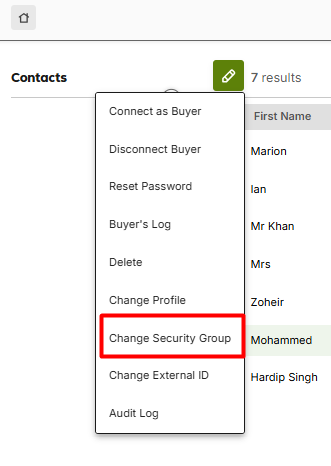 Contacts
7 results
Connect as Buyer
Disconnect Buyer
Reset Password
Buyer's Log
Delete
Change Profile
Change Security Group
Change External ID
Audit Log
First Name
Marion
Ian
Mr Khan
Mrs
Zoheir
Mohammed
Hardip Singh